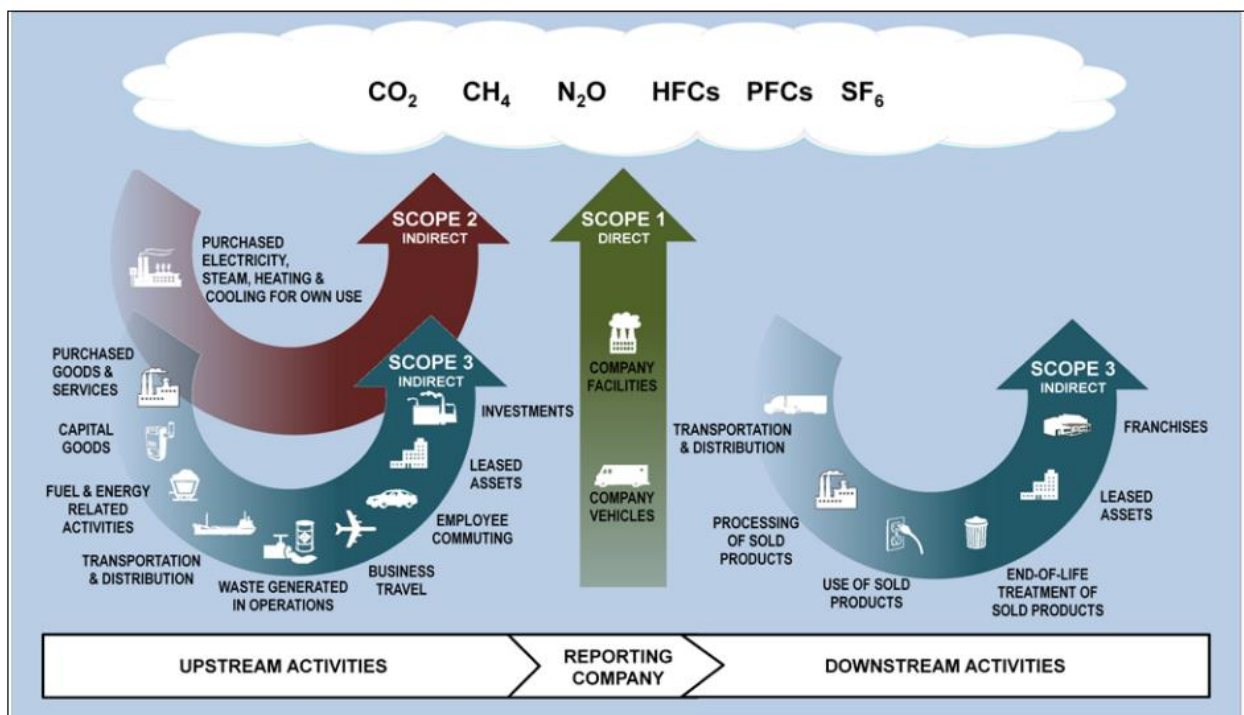 CO₂ CH₄ N₂O HFCs PFCs SF₆
SCOPE 2
INDIRECT
SCOPE 1
DIRECT
PURCHASED
ELECTRICITY,
STEAM, HEATING &
COOLING FOR OWN USE
PURCHASED
GOODS &
SERVICES
CAPITAL
GOODS
FUEL & ENERGY
RELATED
ACTIVITIES
TRANSPORTATION
& DISTRIBUTION
WASTE GENERATED
IN OPERATIONS
BUSINESS
TRAVEL
EMPLOYEE
COMMUTING
LEASED
ASSETS
INVESTMENTS
SCOPE 3
INDIRECT
COMPANY
FACILITIES
COMPANY
VEHICLES
TRANSPORTATION
& DISTRIBUTION
PROCESSING
OF SOLD
PRODUCTS
USE OF SOLD
PRODUCTS
END-OF-LIFE
TREATMENT OF
SOLD PRODUCTS
LEASED
ASSETS
FRANCHISES
SCOPE 3
INDIRECT
UPSTREAM ACTIVITIES
REPORTING
COMPANY
DOWNSTREAM ACTIVITIES